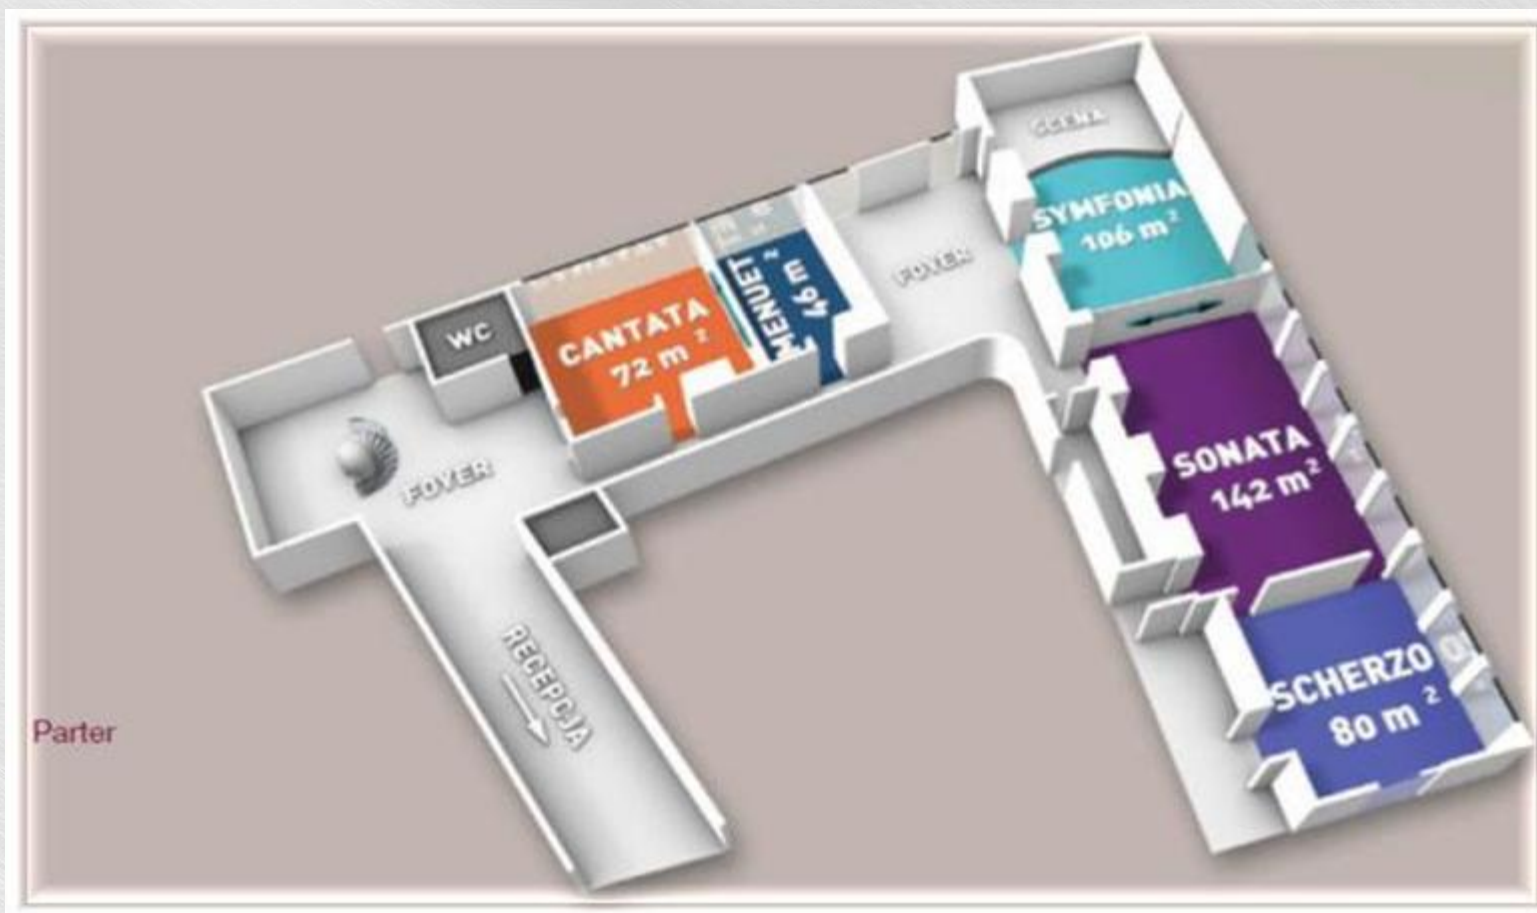 SCENA
SYMFONIA
106 m²
FOYER
MENUET
46 m²
CANTATA
72 m²
WC
SONATA
142 m²
FOYER
RECEPCJA
SCHERZO
80 m²
Parter